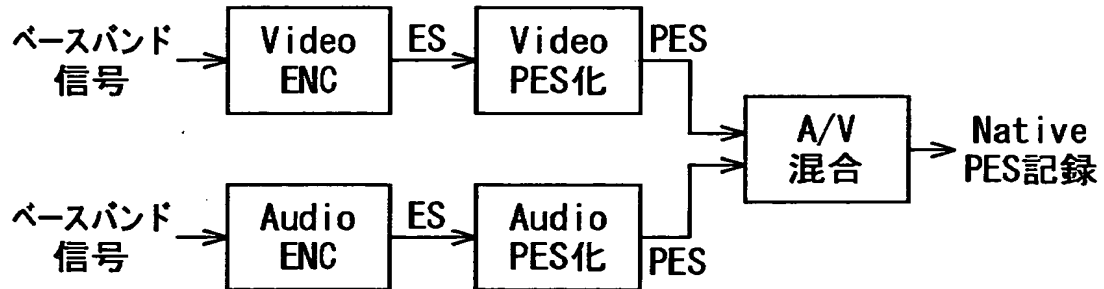 ベースバンド
信号
Video
ENC
ES
Video
PES化
PES
A/V
混合
Native
PES記録
ベースバンド
信号
Audio
ENC
ES
Audio
PES化
PES